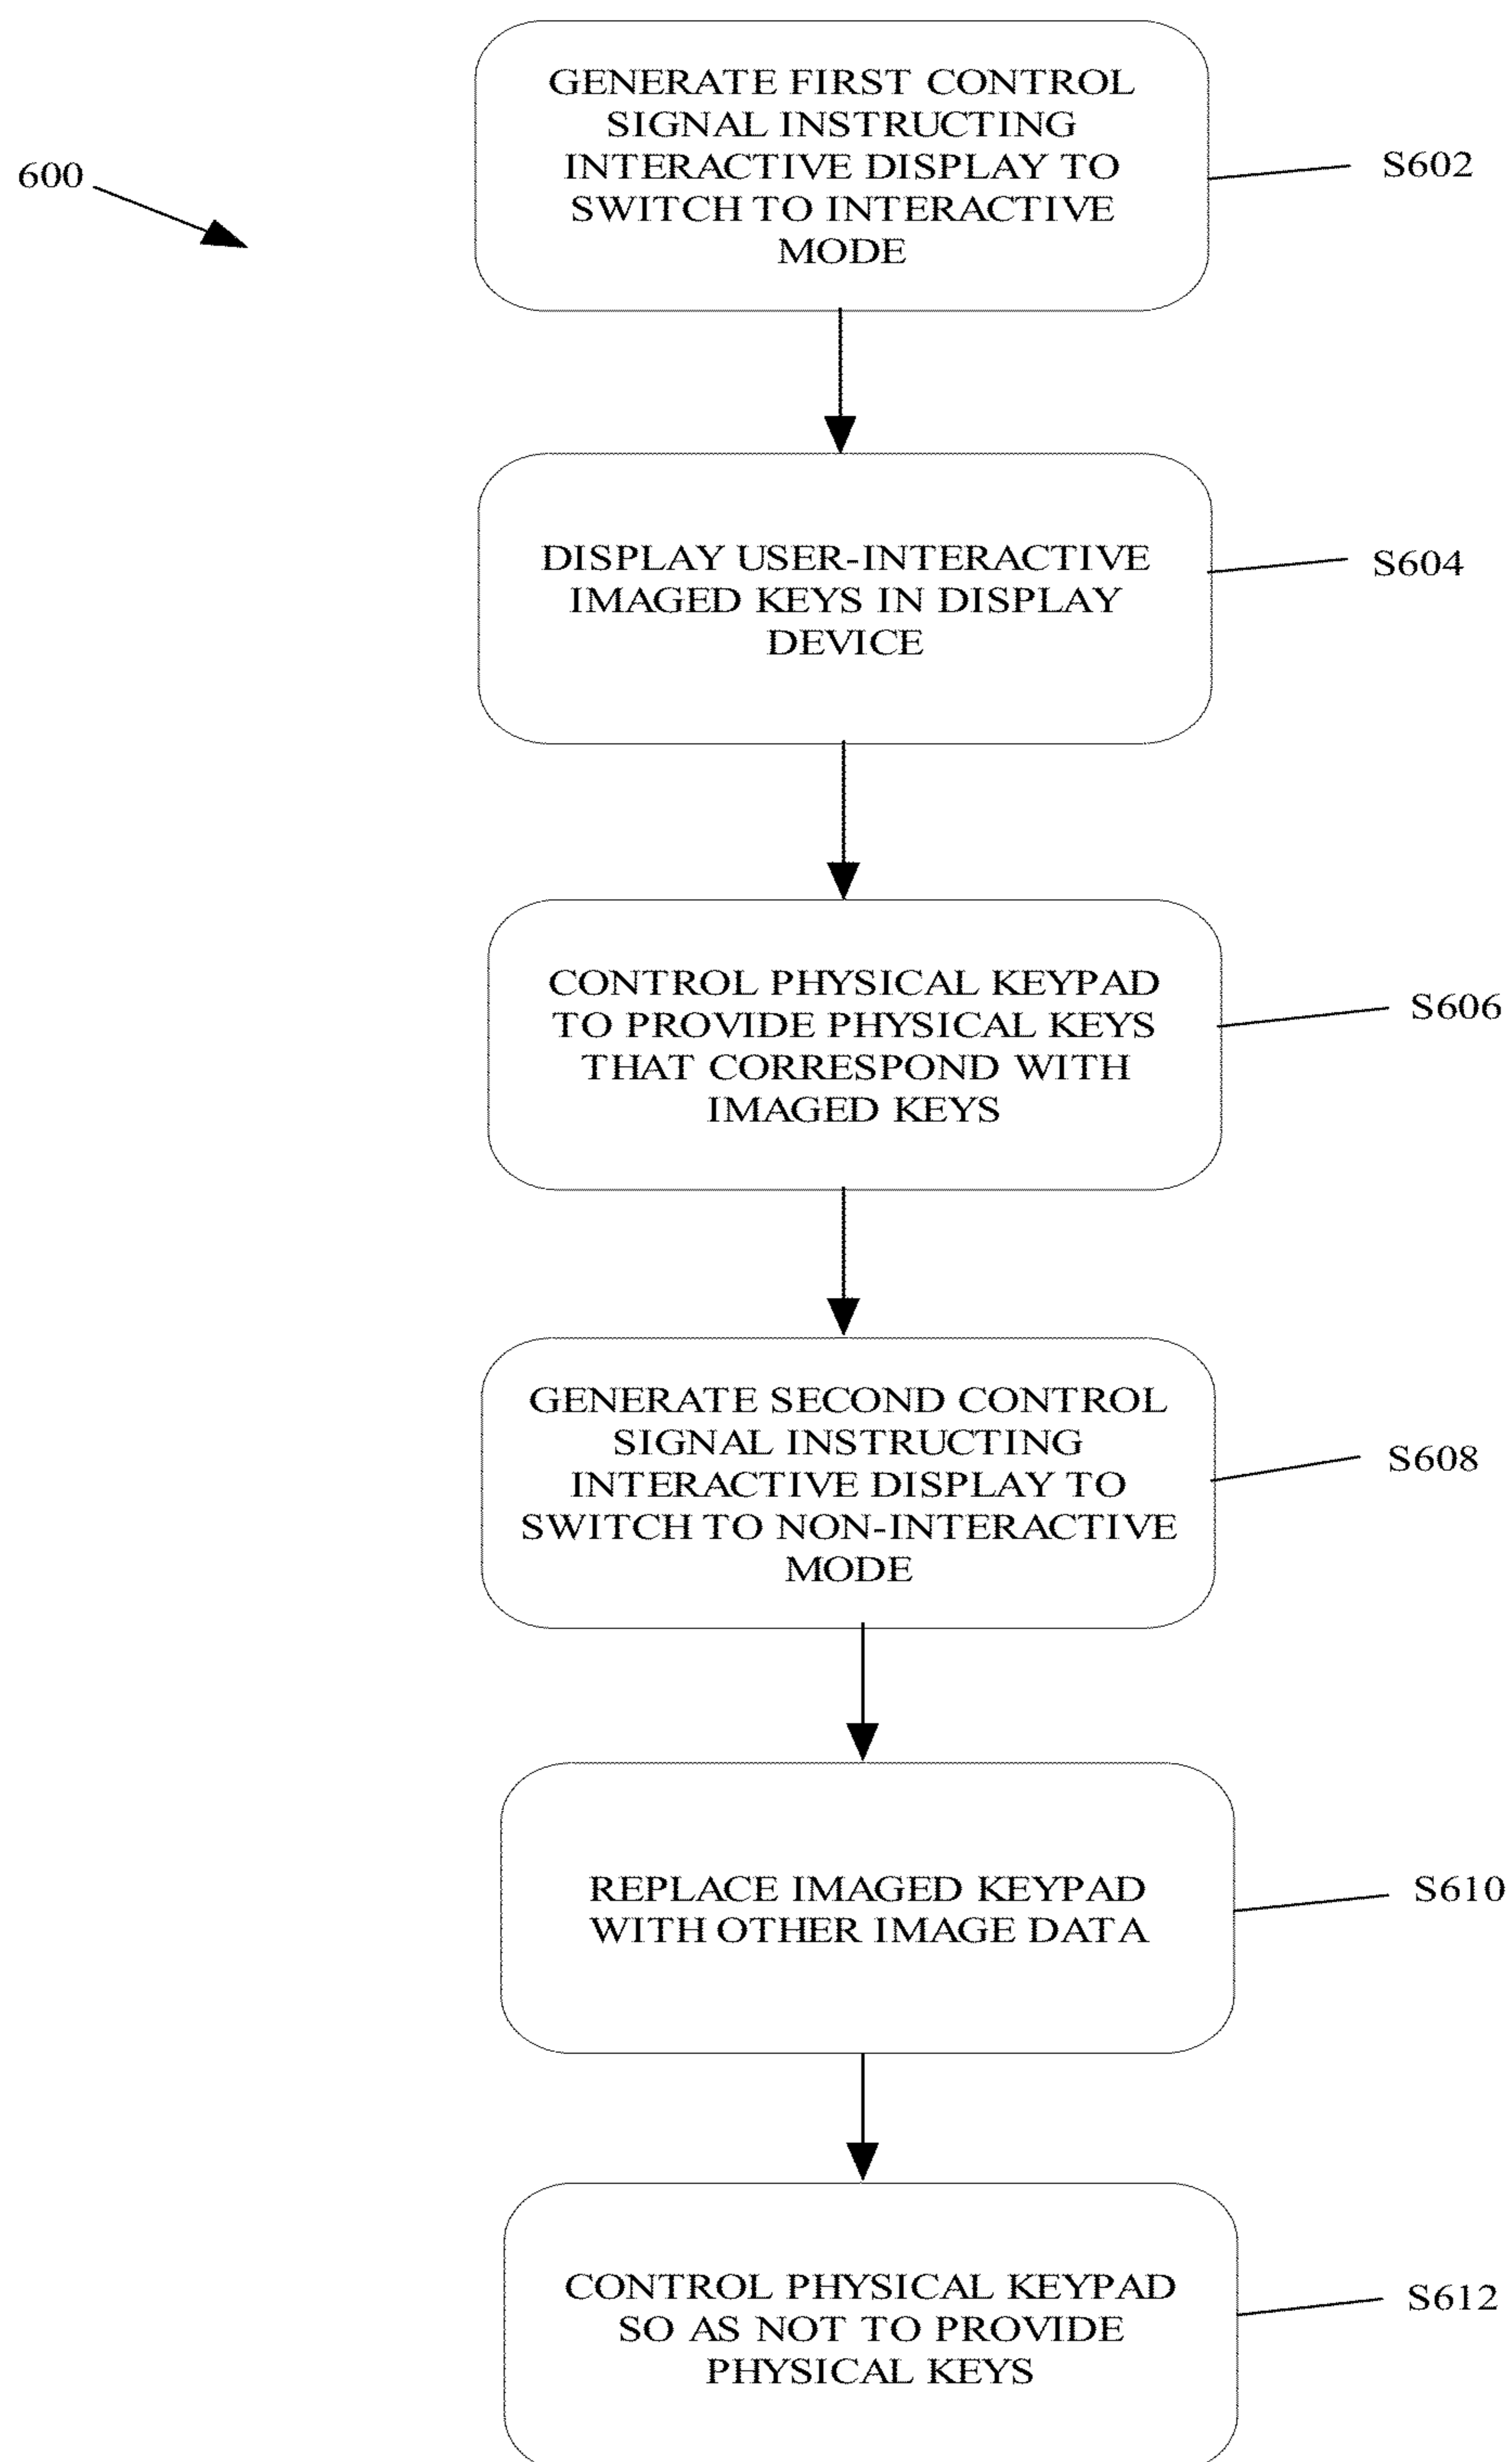 GENERATE FIRST CONTROL
SIGNAL INSTRUCTING
INTERACTIVE DISPLAY TO
SWITCH TO INTERACTIVE
MODE
S602
600
DISPLAY USER-INTERACTIVE
IMAGED KEYS IN DISPLAY
DEVICE
S604
CONTROL PHYSICAL KEYPAD
TO PROVIDE PHYSICAL KEYS
THAT CORRESPOND WITH
IMAGED KEYS
S606
GENERATE SECOND CONTROL
SIGNAL INSTRUCTING
INTERACTIVE DISPLAY TO
SWITCH TO NON-INTERACTIVE
MODE
S608
REPLACE IMAGED KEYPAD
WITH OTHER IMAGE DATA
S610
CONTROL PHYSICAL KEYPAD
SO AS NOT TO PROVIDE
PHYSICAL KEYS
S612